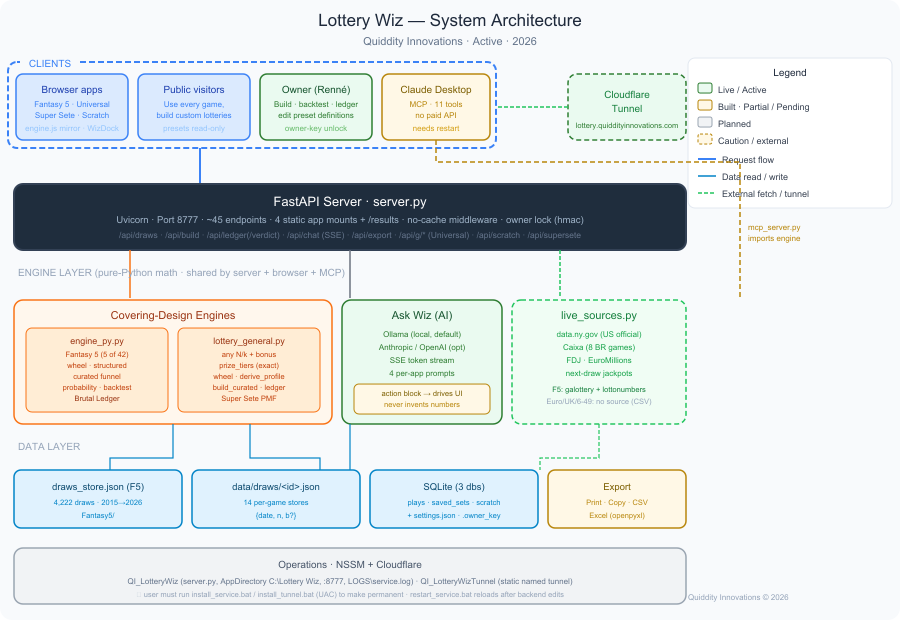 Lottery Wiz — System Architecture
Quiddity Innovations · Active · 2026
CLIENTS
Browser apps
Fantasy 5 · Universal
Super Sete · Scratch
engine.js mirror · WizDock
Public visitors
Use every game,
build custom lotteries
presets read-only
Owner (Renné)
Build · backtest · ledger
edit preset definitions
owner-key unlock
Claude Desktop
MCP · 11 tools
no paid API
needs restart
Cloudflare
Tunnel
lottery.quiddityinnovations.com
Legend
Live / Active
Built · Partial / Pending
Planned
Caution / external
Request flow
Data read / write
External fetch / tunnel
FastAPI Server · server.py
Uvicorn · Port 8777 · ~45 endpoints · 4 static app mounts + /results · no-cache middleware · owner lock (hmac)
/api/draws · /api/build · /api/ledger(/verdict) · /api/chat (SSE) · /api/export · /api/g/* (Universal) · /api/scratch · /api/supersete
mcp_server.py
imports engine
ENGINE LAYER (pure-Python math · shared by server + browser + MCP)
Covering-Design Engines
engine_py.py
Fantasy 5 (5 of 42)
wheel · structured
curated funnel
probability · backtest
Brutal Ledger
lottery_general.py
any N/k + bonus
prize_tiers (exact)
wheel · derive_profile
build_curated · ledger
Super Sete PMF
Ask Wiz (AI)
Ollama (local, default)
Anthropic / OpenAI (opt)
SSE token stream
4 per-app prompts
action block → drives UI
never invents numbers
live_sources.py
data.ny.gov (US official)
Caixa (8 BR games)
FDJ · EuroMillions
next-draw jackpots
F5: galottery + lottonumbers
Euro/UK/6-49: no source (CSV)
DATA LAYER
draws_store.json (F5)
4,222 draws · 2015→2026
Fantasy5/
data/draws/<id>.json
14 per-game stores
(date, n, b?)
SQLite (3 dbs)
plays · saved_sets · scratch
+ settings.json · .owner_key
Export
Print · Copy · CSV
Excel (openpyxl)
Operations · NSSM + Cloudflare
QI_LotteryWiz (server.py, AppDirectory C:\Lottery Wiz, :8777, LOGS\service.log) · QI_LotteryWizTunnel (static named tunnel)
user must run install_service.bat / install_tunnel.bat (UAC) to make permanent · restart_service.bat reloads after backend edits
Quiddity Innovations © 2026